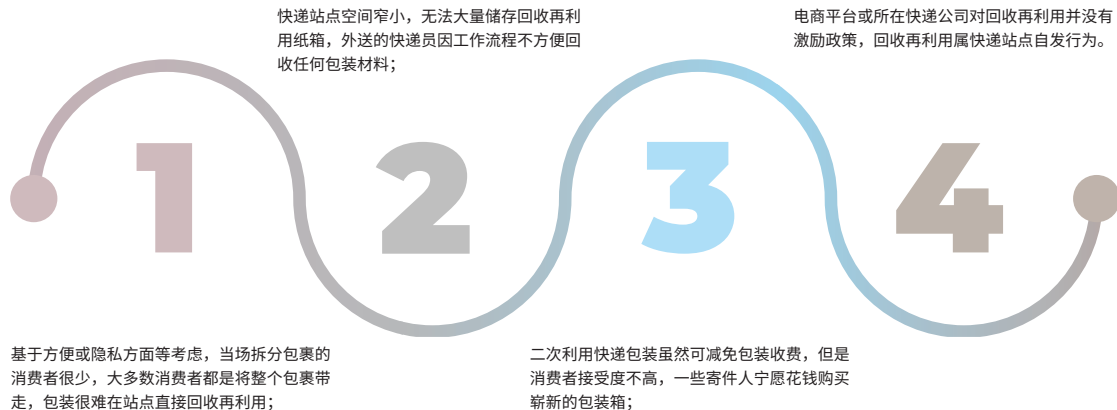 1
基于方便或隐私方面等考虑，当场拆分包裹的
消费者很少，大多数消费者都是将整个包裹带
走，包装很难在站点直接回收再利用；
2
快递站点空间窄小，无法大量储存回收再利
用纸箱，外送的快递员因工作流程不方便回
收任何包装材料；
3
二次利用快递包装虽然可减免包装收费，但是
消费者接受度不高，一些寄件人宁愿花钱购买
崭新的包装箱；
4
电商平台或所在快递公司对回收再利用并没有
激励政策，回收再利用属快递站点自发行为。